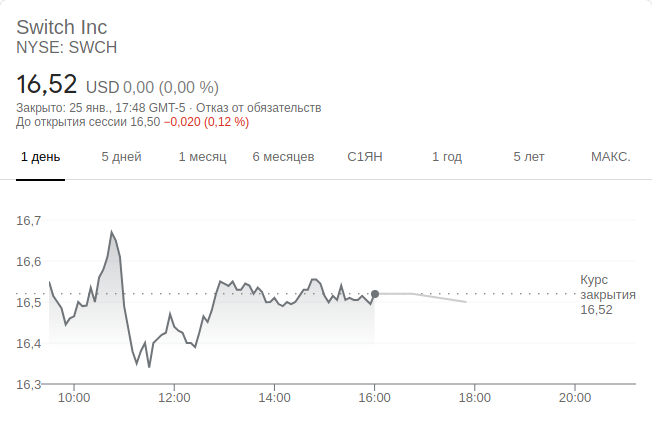 Switch Inc
NYSE: SWCH
16,52 USD 0,00 (0,00 %)
Закрыто: 25 янв., 17:48 GMT-5 · Отказ от обязательств
До открытия сессии 16,50 −0,020 (0,12 %)
1 день 5 дней 1 месяц 6 месяцев С1ЯН 1 год 5 лет МАКС.
16,7
16,6
Курс
закрытия
16,52
16,5
16,4
16,3
10:00 12:00 14:00 16:00 18:00 20:00